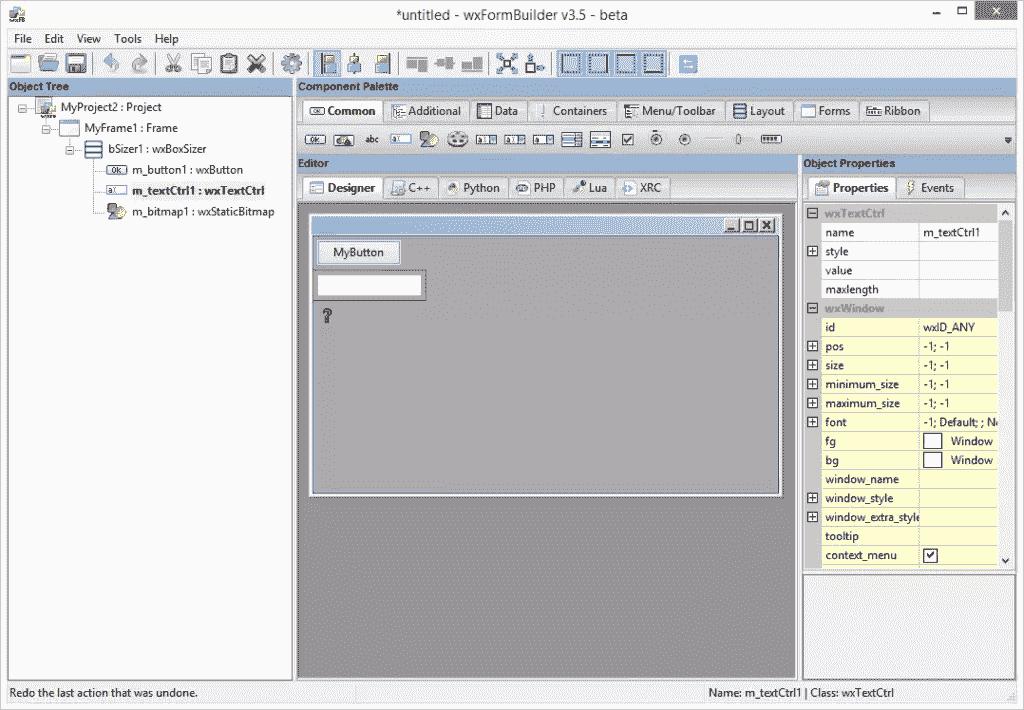 *untitled - wxFormBuilder v3.5 - beta
File Edit View Tools Help
Object Tree
Component Palette
MyProject2 : Project
MyFrame1 : Frame
bSizer1 : wxBoxSizer
m_button1 : wxButton
m_textCtrl1 : wxTextCtrl
m_bitmap1 : wxStaticBitmap
Common Additional Data Containers Menu/Toolbar Layout Forms Ribbon
Editor
Designer C++ Python PHP Lua XRC
MyButton
?
Object Properties
Properties Events
wxTextCtrl
name m_textCtrl1
style
value
maxlength
wxWindow
id wxID_ANY
pos -1; -1
size -1; -1
minimum_size -1; -1
maximum_size -1; -1
font -1; Default; ; N
fg Window
bg Window
window_name
window_style
window_extra_style
tooltip
context_menu
Redo the last action that was undone.
Name: m_textCtrl1 | Class: wxTextCtrl